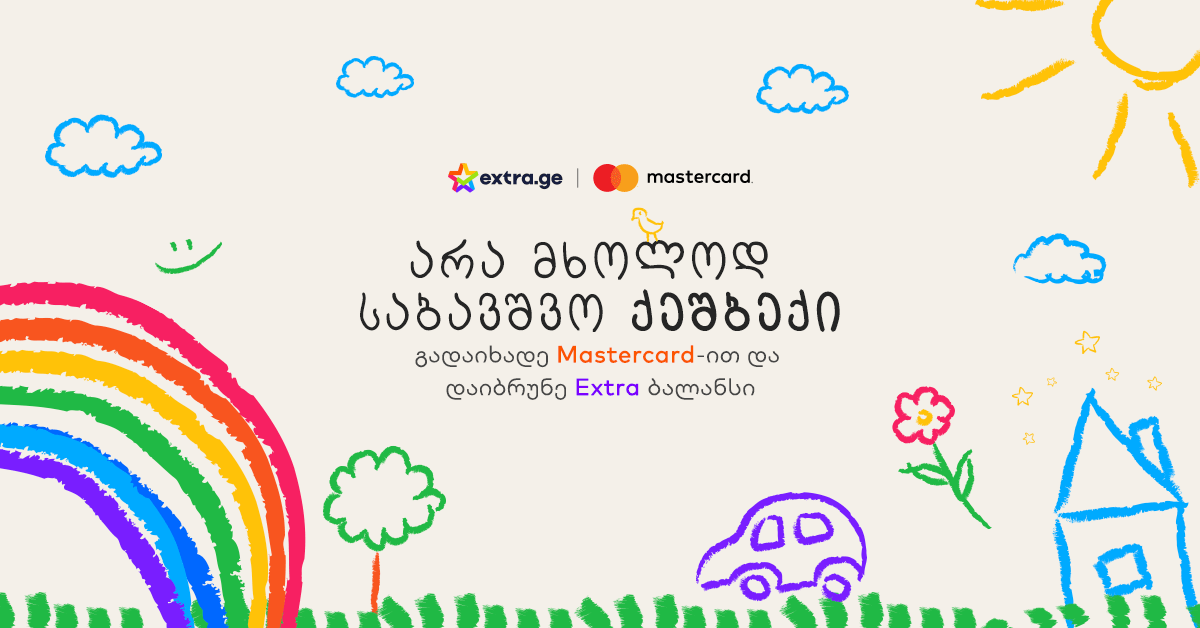 extra.ge | mastercard.
არა მხოლოდ
საბავშვო ქეშბექი
გადაიხადე Mastercard-ით და
დაიბრუნე Extra ბალანსი